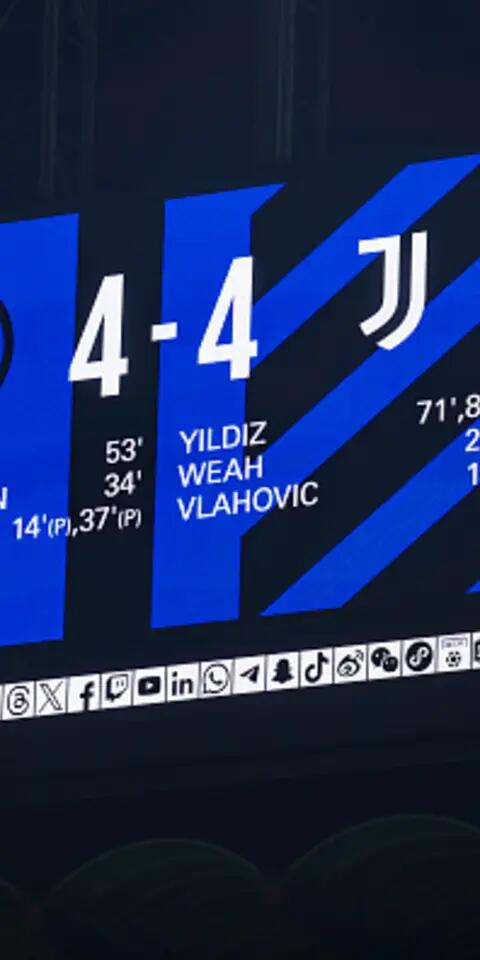 4 - 4
53' YILDIZ 71',8
N 34' WEAH 2
14'(P),37'(P) VLAHOVIC 1